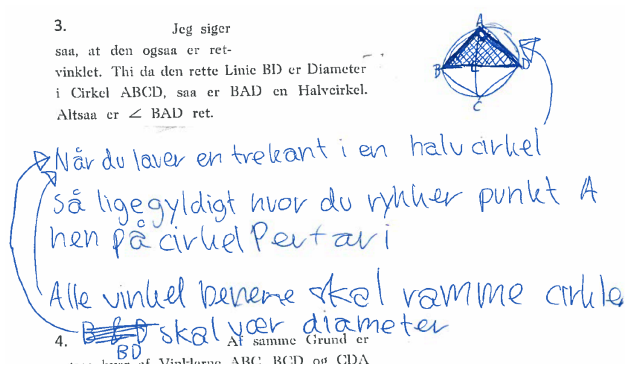 3. Jeg siger
saa, at den ogsaa er ret-
vinklet. Thi da den rette Linie BD er Diameter
i Cirkel ABCD, saa er BAD en Halvcirkel.
Altsaa er ∠ BAD ret.
A
B E D
C
Når du laver en trekant i en halv cirkel
så ligegyldigt hvor du rykker punkt A
hen på cirkel
Alle vinkel benene skal ramme
skal vær diameter
BD
4. Af samme Grund er
af Vinklerne ABC, BCD og CDA